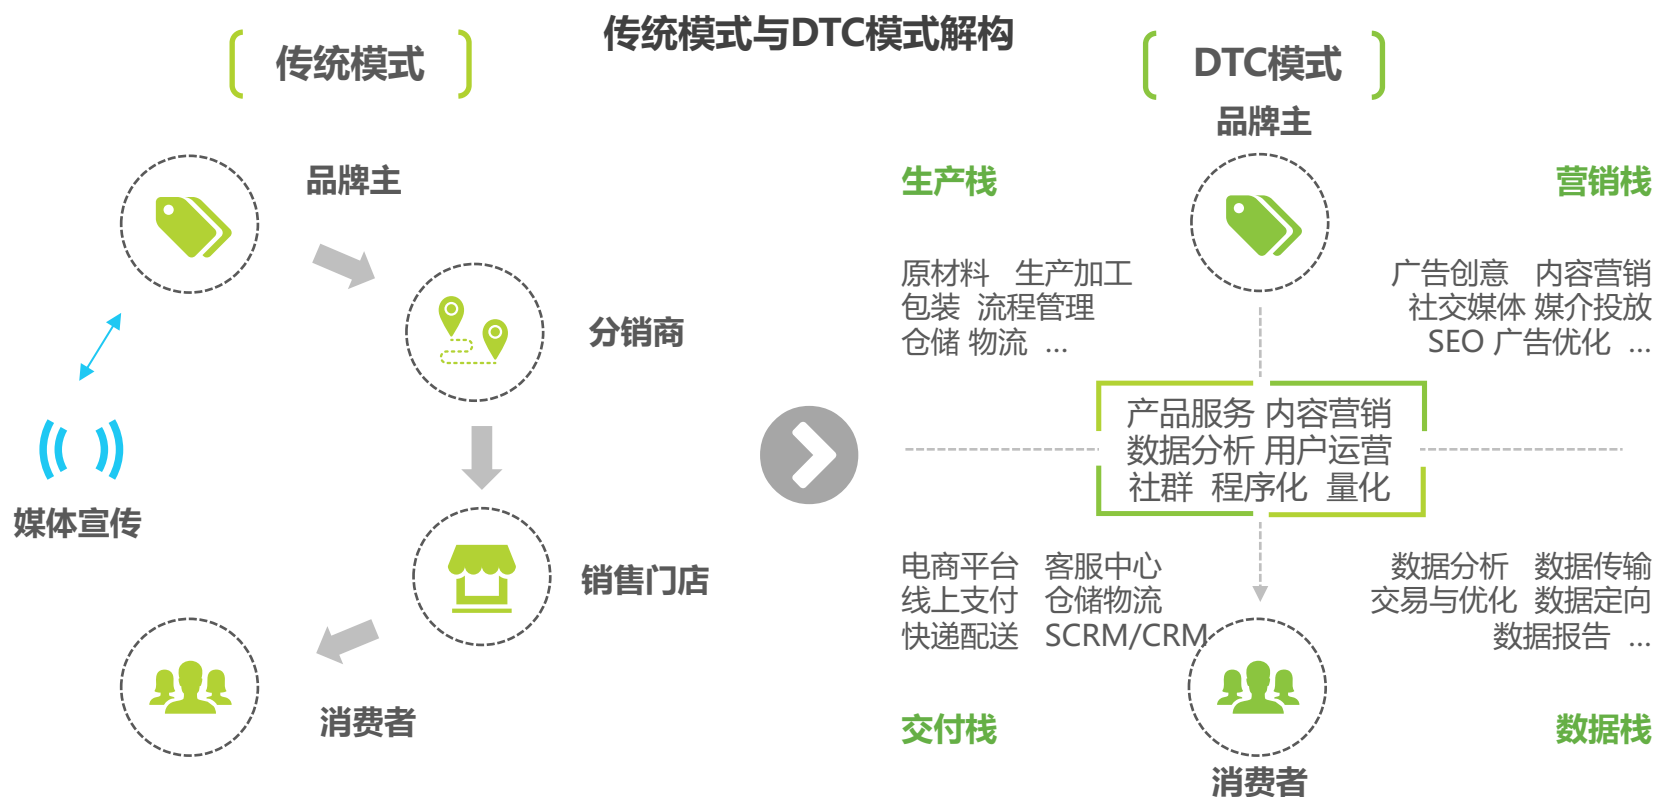 传统模式与DTC模式解构
传统模式
品牌主
分销商
媒体宣传
销售门店
消费者
DTC模式
品牌主
生产栈
原材料 生产加工
包装 流程管理
仓储 物流 ...
营销栈
广告创意 内容营销
社交媒体 媒介投放
SEO 广告优化 ...
产品服务 内容营销
数据分析 用户运营
社群 程序化 量化
电商平台 客服中心
线上支付 仓储物流
快递配送 SCRM/CRM
交付栈
数据分析 数据传输
交易与优化 数据定向
数据报告 ...
数据栈
消费者